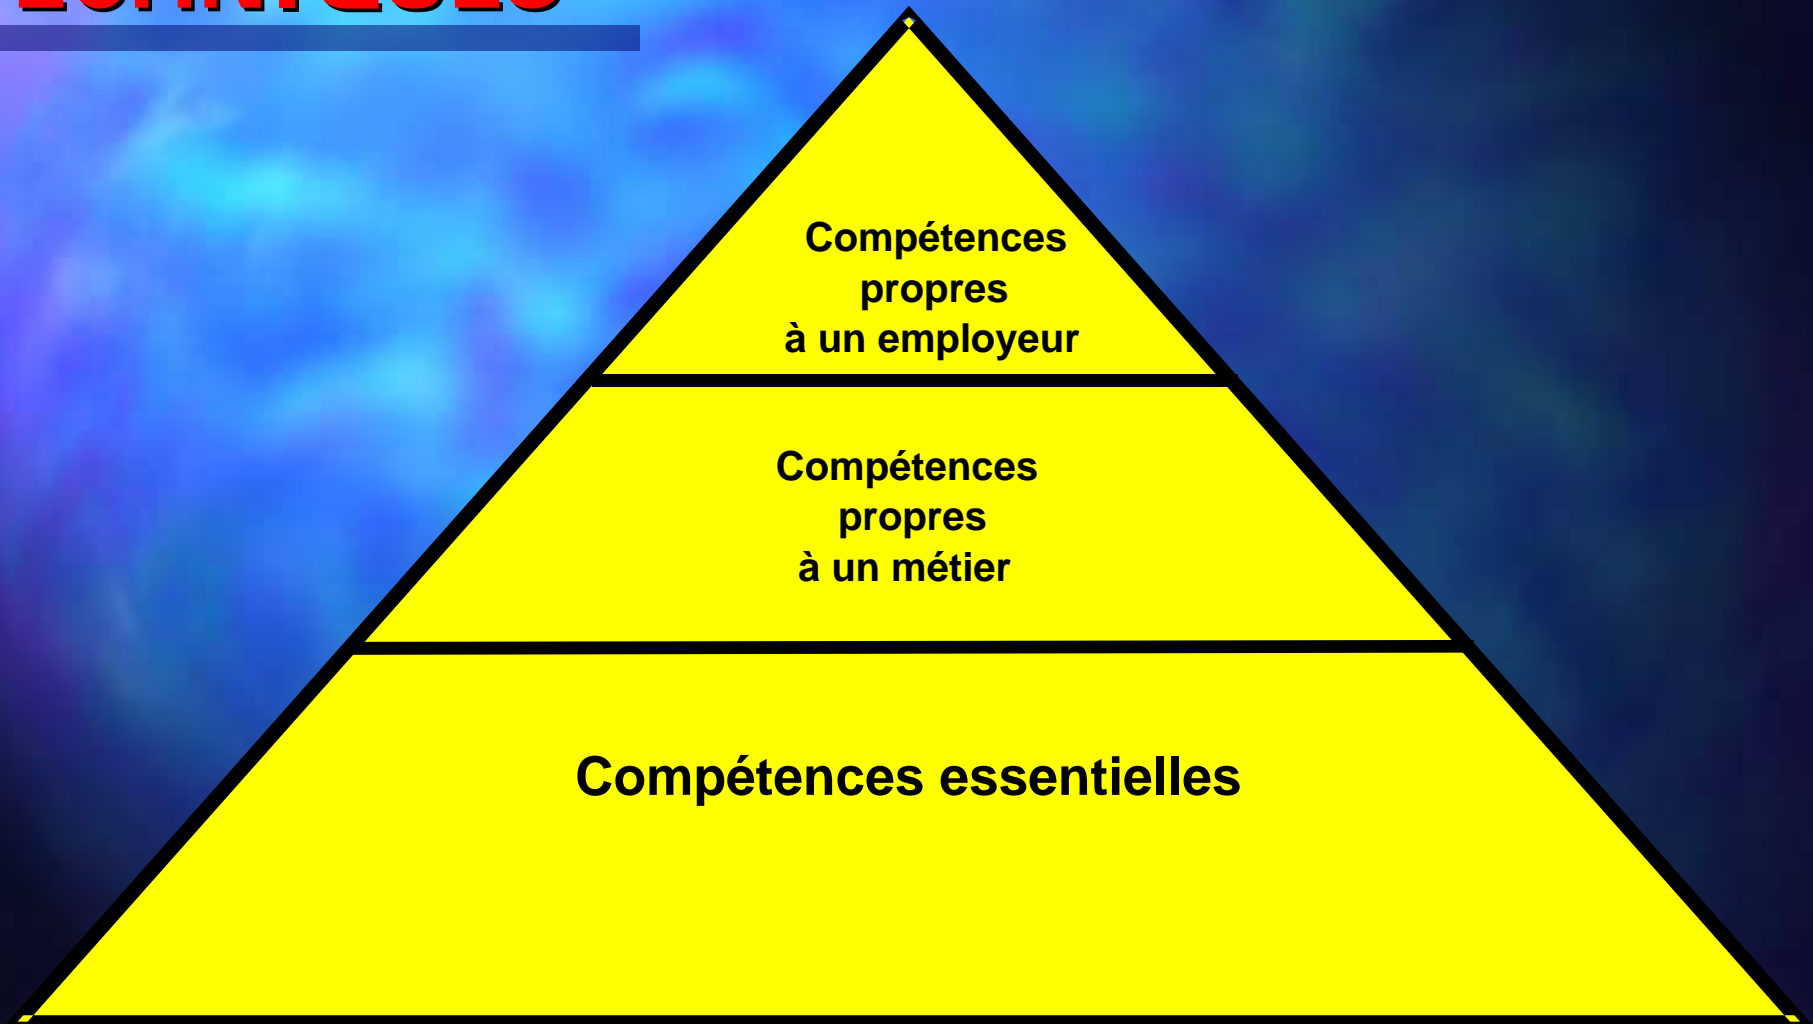 Compétences
propres
à un employeur
Compétences
propres
à un métier
Compétences essentielles